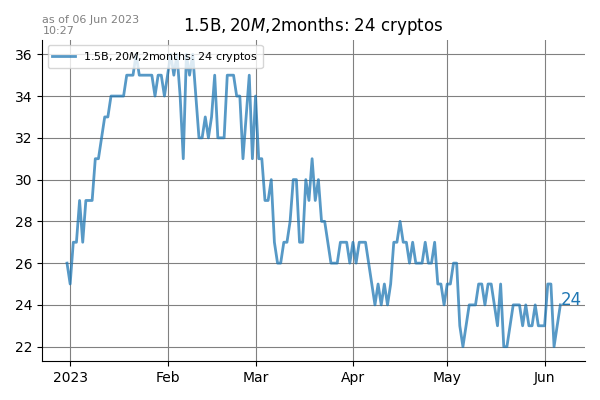 as of 06 Jun 2023
10:27
1.5B, 20M,2months: 24 cryptos
1.5B, 20M,2months: 24 cryptos
36
34
32
30
28
26
24
22
24
2023 Feb Mar Apr May Jun